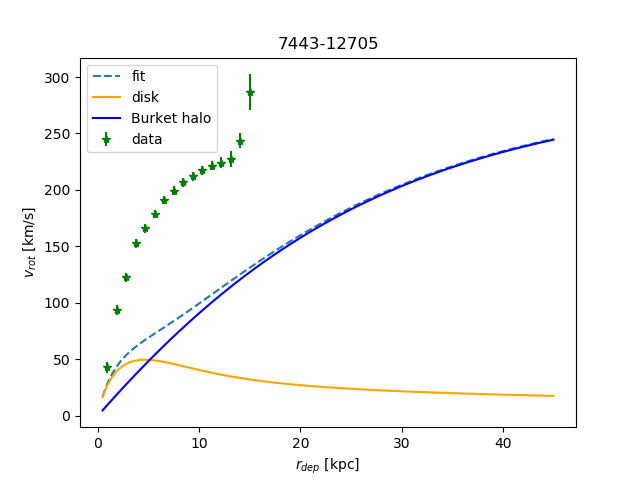 7443-12705
fit
disk
Burket halo
data
300
250
200
150
100
50
0
v_rot [km/s]
0 10 20 30 40
r_dep [kpc]